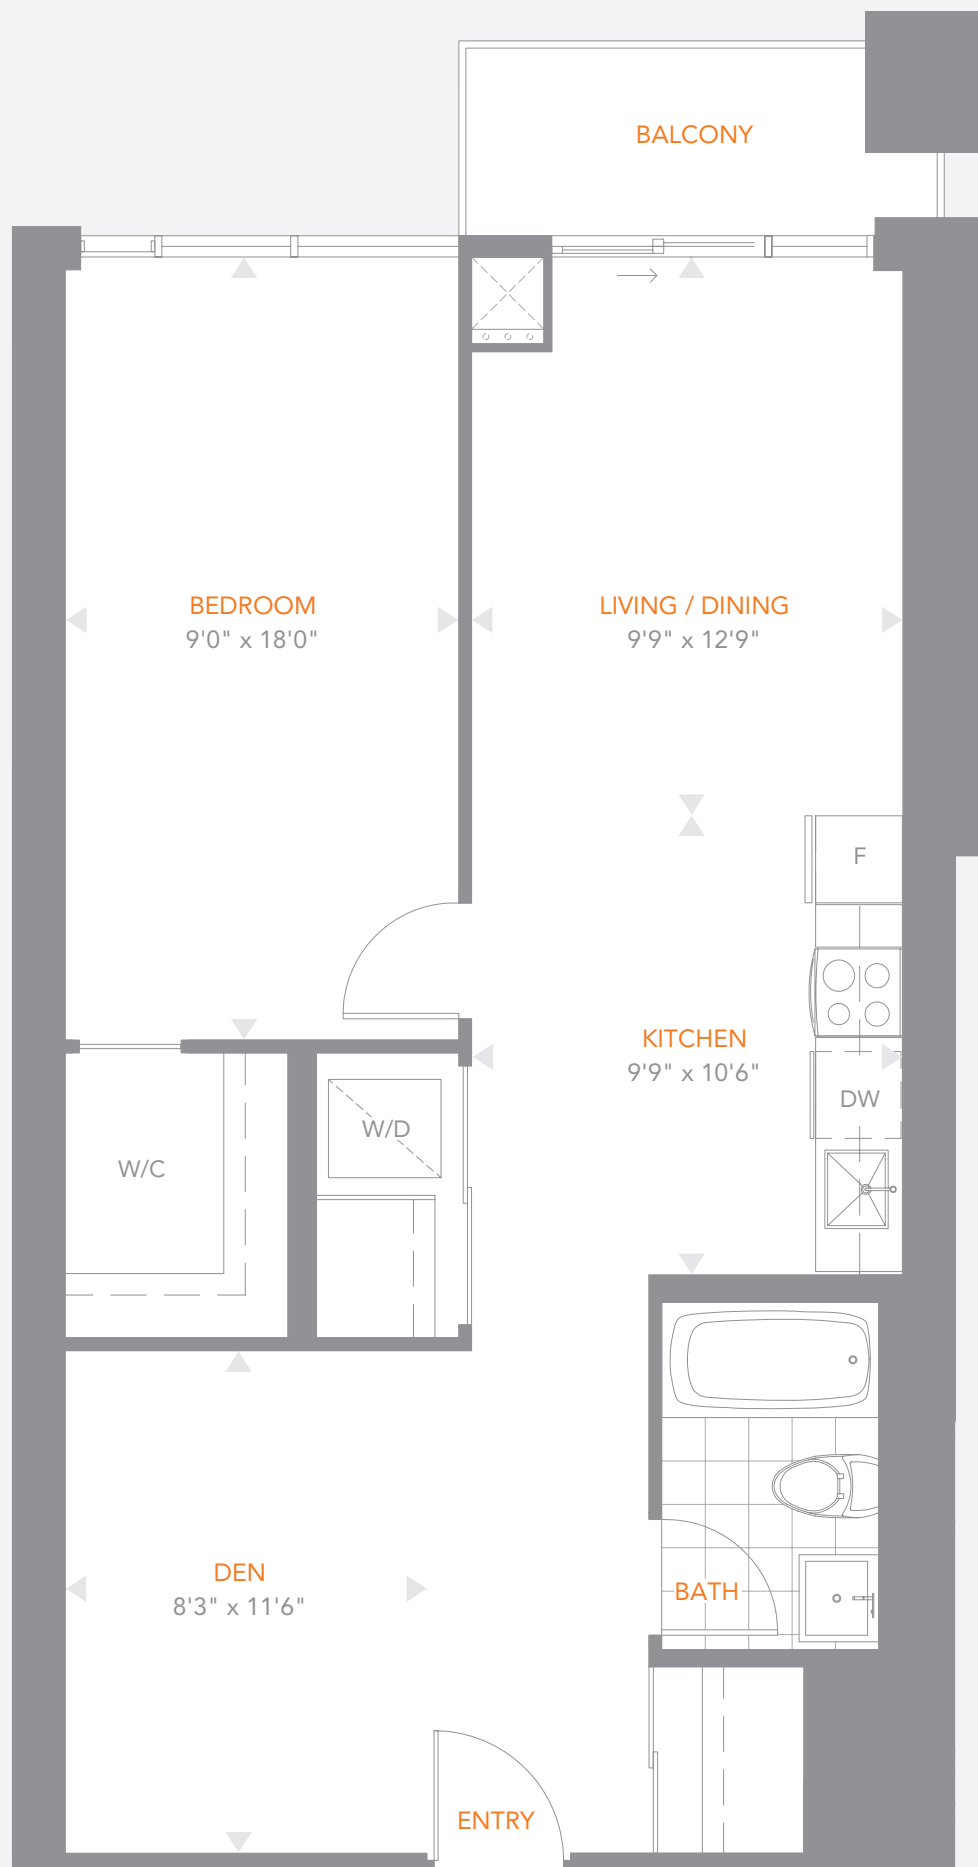 BALCONY
BEDROOM
9'0" x 18'0"
LIVING / DINING
9'9" x 12'9"
F
KITCHEN
9'9" x 10'6"
DW
W/D
W/C
DEN
8'3" x 11'6"
BATH
ENTRY